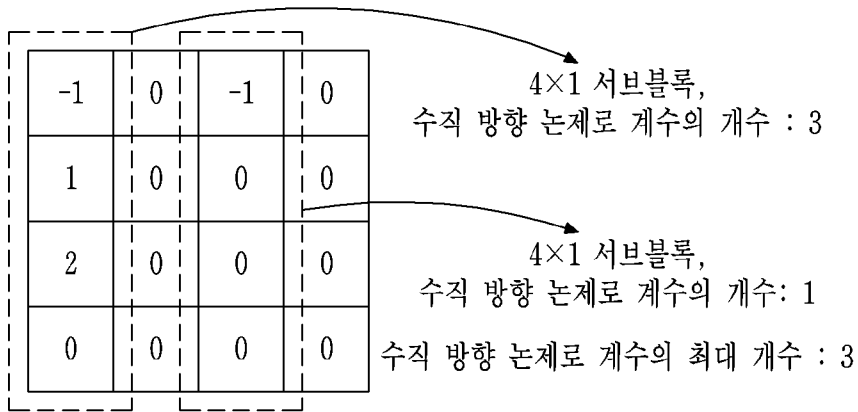 -1 0 -1 0
1 0 0 0
2 0 0 0
0 0 0 0
4×1 서브블록,
수직 방향 논제로 계수의 개수 : 3
4×1 서브블록,
수직 방향 논제로 계수의 개수: 1
수직 방향 논제로 계수의 최대 개수 : 3